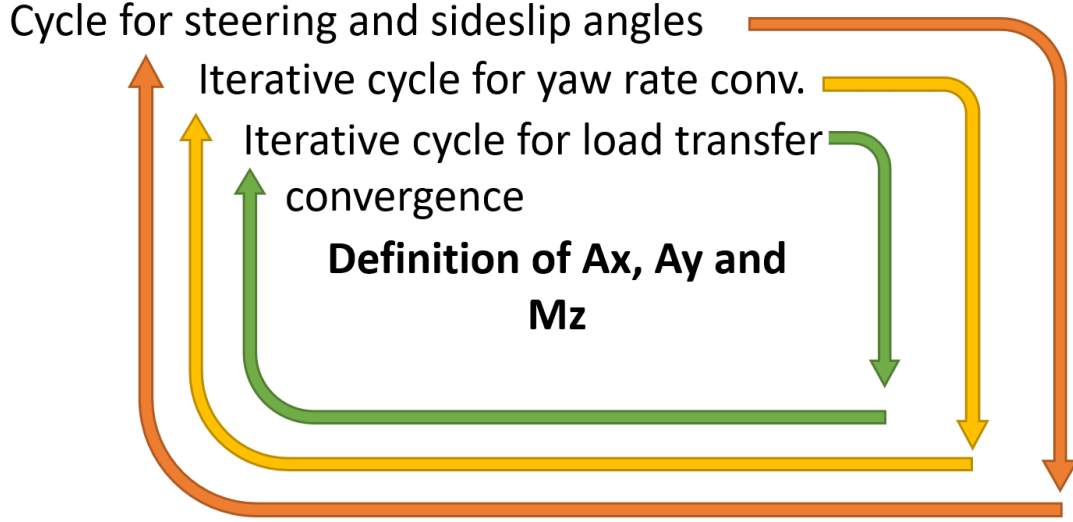 Cycle for steering and sideslip angles
Iterative cycle for yaw rate conv.
Iterative cycle for load transfer
convergence
Definition of Ax, Ay and
Mz